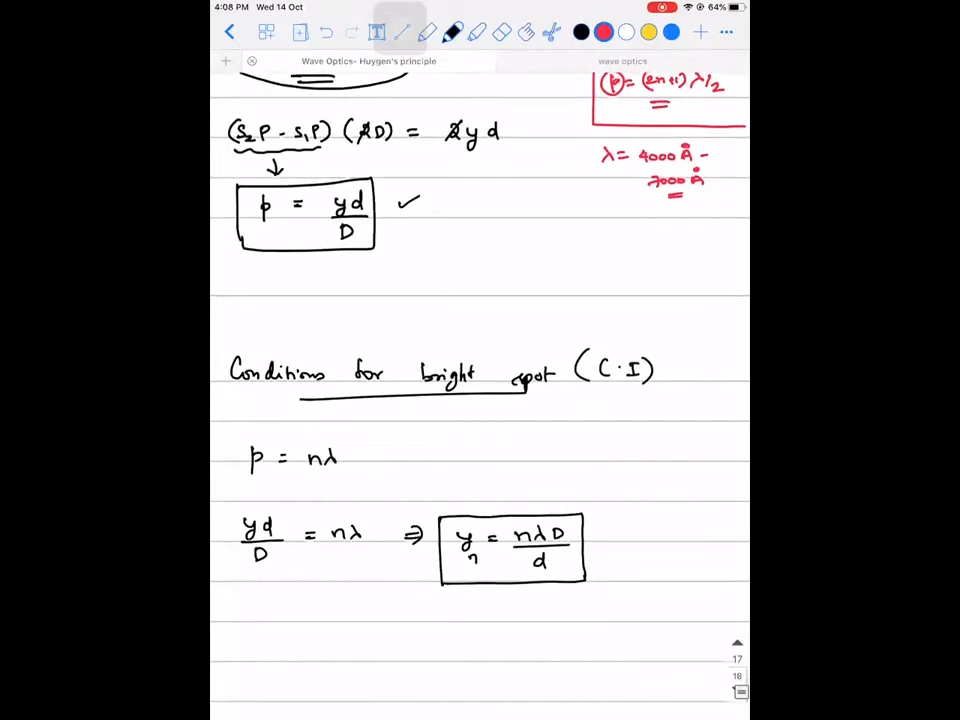 4:08 PM Wed 14 Oct
64%
Wave Optics- Huygen's principle
wave optics
(p) = (2n+1) λ/2
λ = 4000 Å -
7000 Å
(S₂P - S₁P) (2D) = 2yd
p = yd/D ✓
Conditions for bright spot (C.I)
p = nλ
yd/D = nλ ⇒ yₙ = nλD/d
17
18